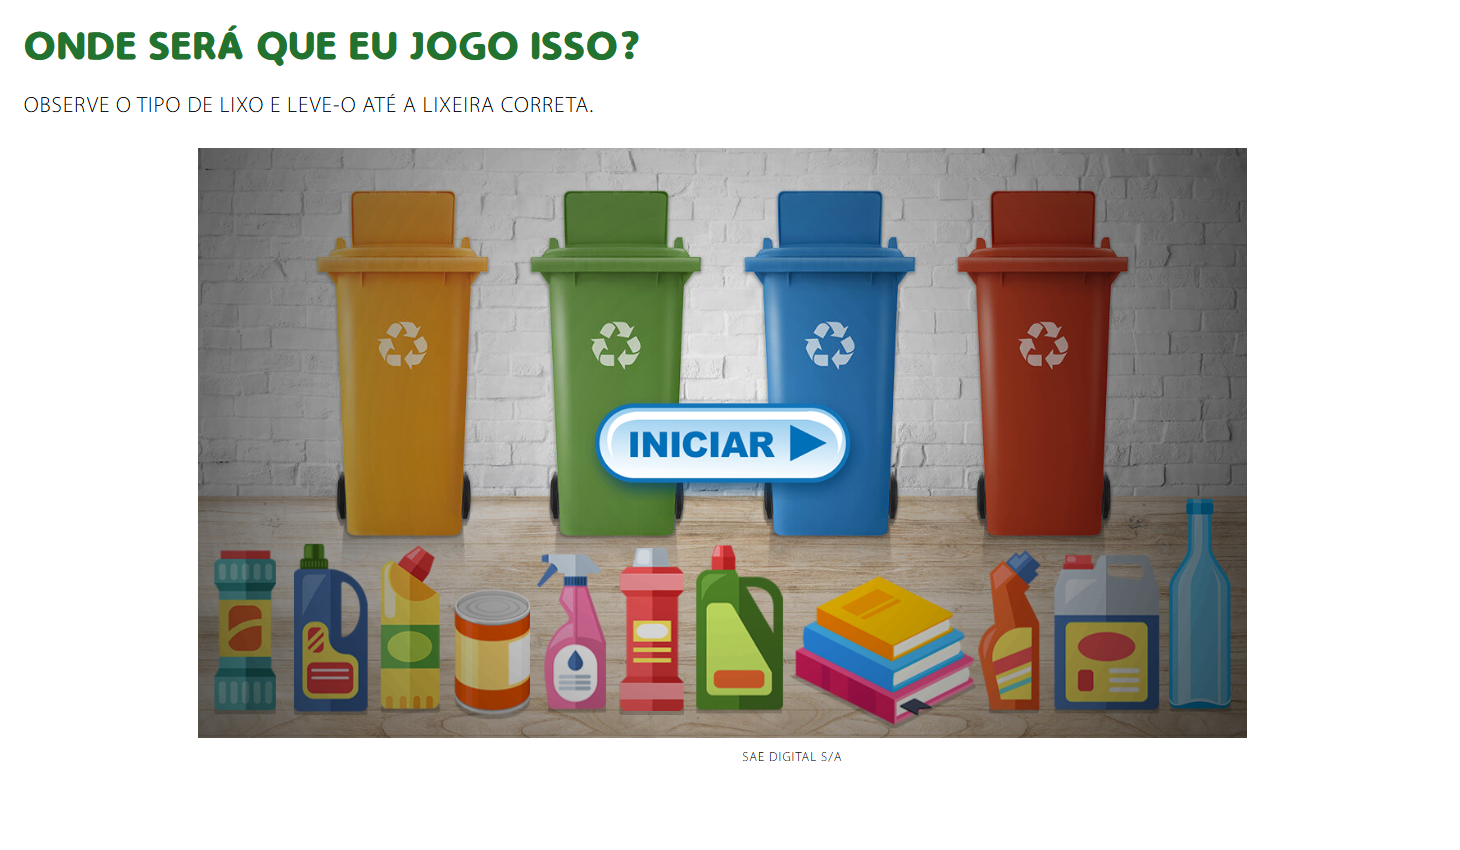 ONDE SERÁ QUE EU JOGO ISSO?
OBSERVE O TIPO DE LIXO E LEVE-O ATÉ A LIXEIRA CORRETA.
INICIAR
SAE DIGITAL S/A